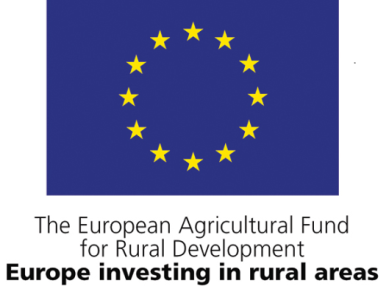 The European Agricultural Fund
for Rural Development
Europe investing in rural areas